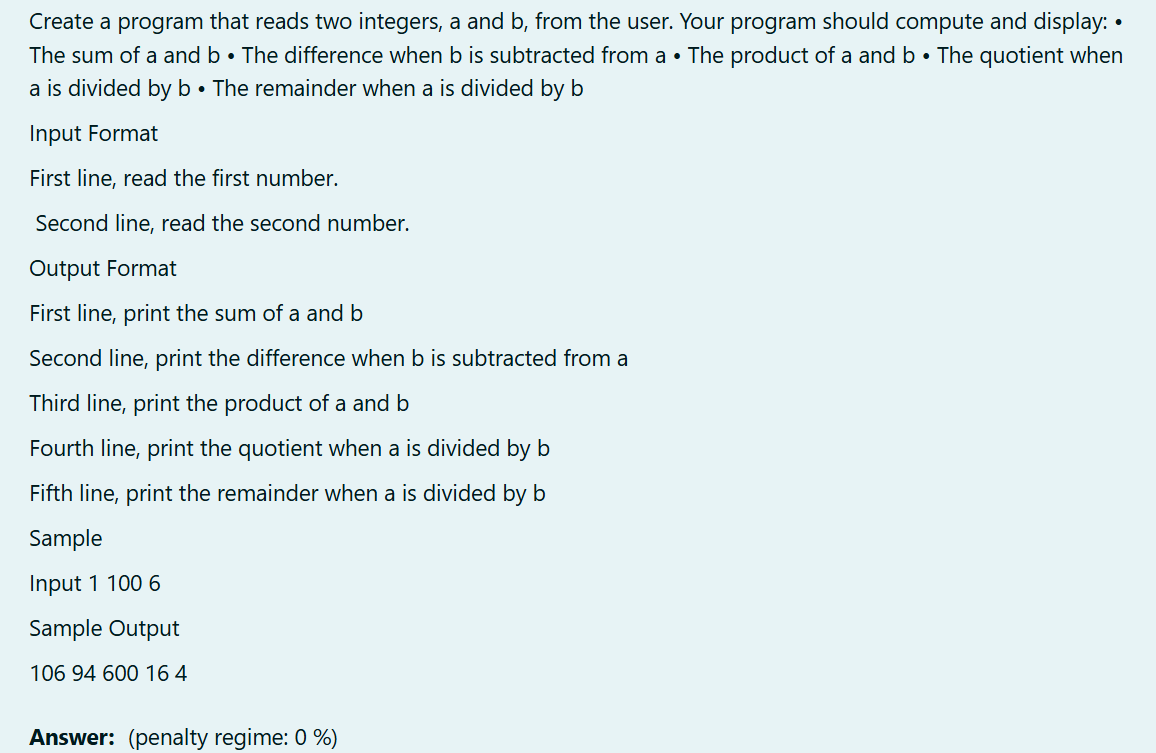 Create a program that reads two integers, a and b, from the user. Your program should compute and display: •
The sum of a and b • The difference when b is subtracted from a • The product of a and b • The quotient when
a is divided by b • The remainder when a is divided by b
Input Format
First line, read the first number.
Second line, read the second number.
Output Format
First line, print the sum of a and b
Second line, print the difference when b is subtracted from a
Third line, print the product of a and b
Fourth line, print the quotient when a is divided by b
Fifth line, print the remainder when a is divided by b
Sample
Input 1 100 6
Sample Output
106 94 600 16 4
Answer: (penalty regime: 0 %)